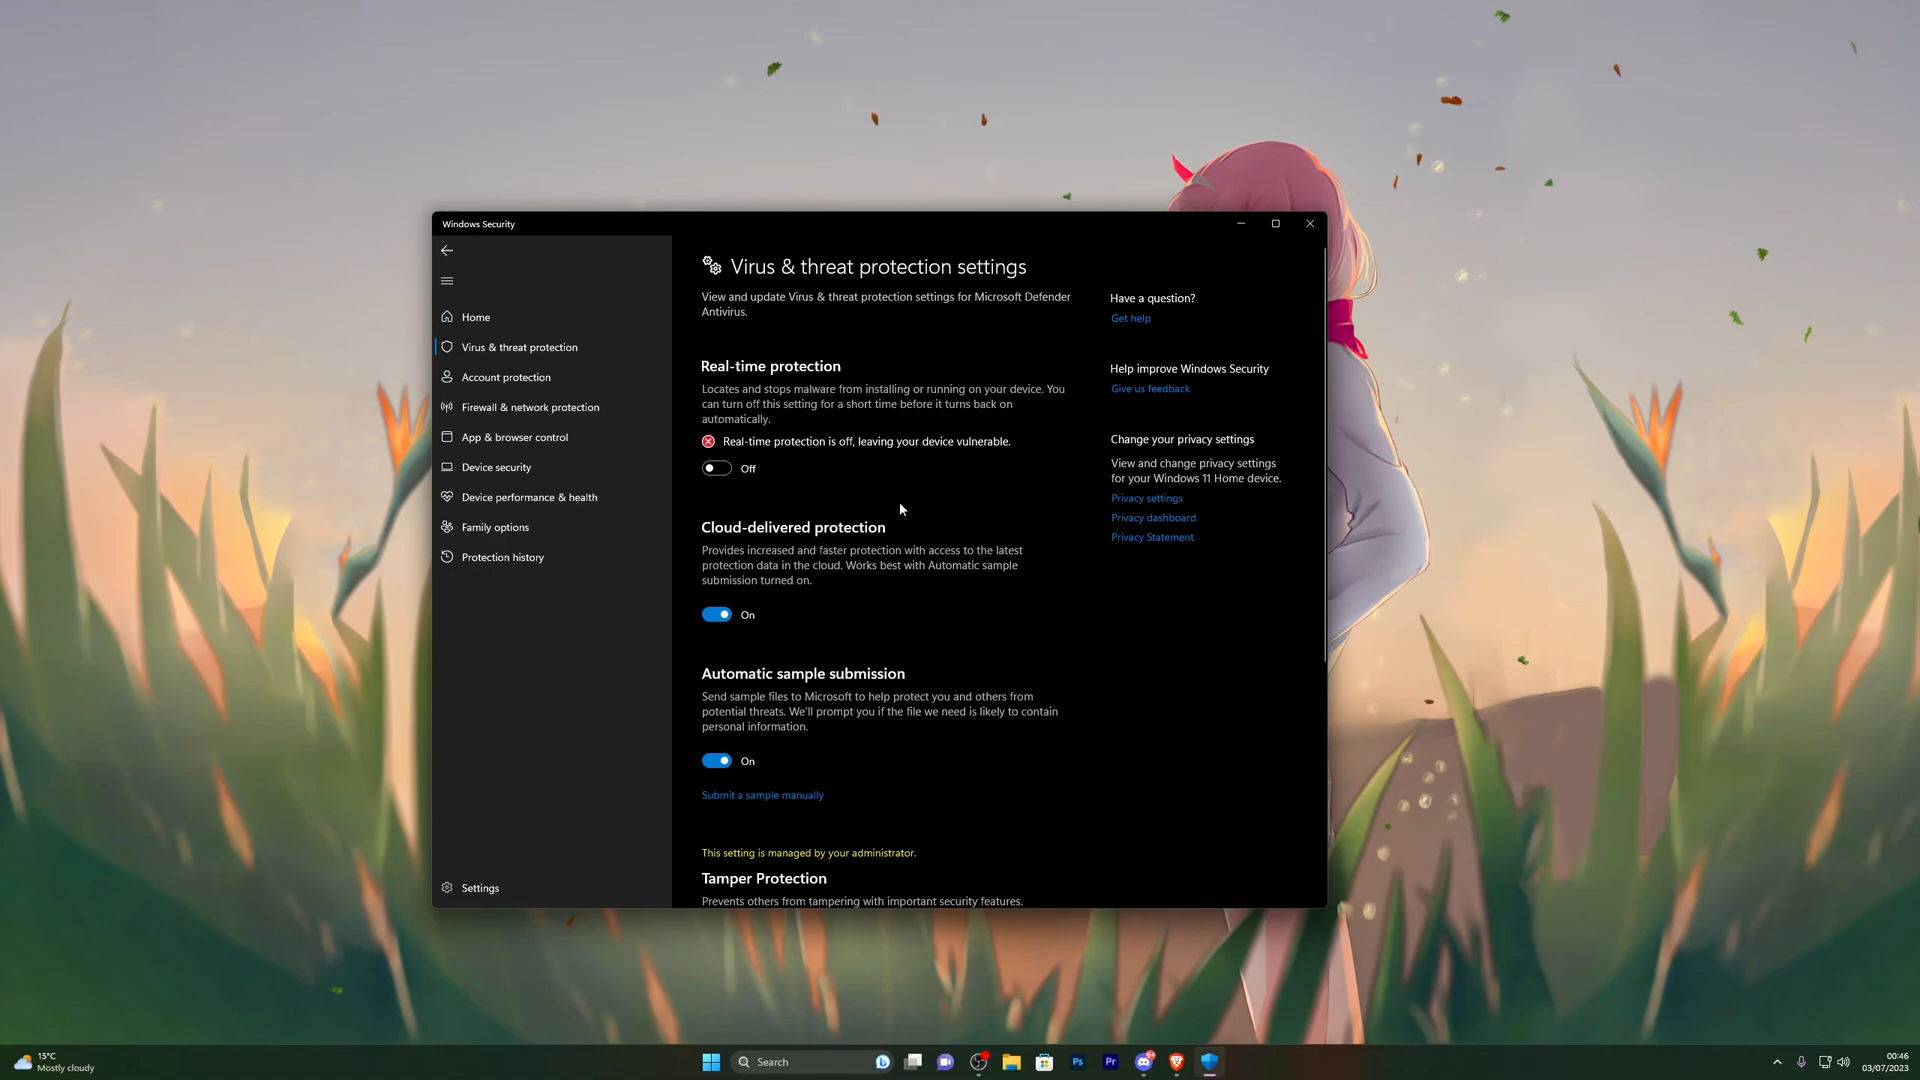 Windows Security
Home
Virus & threat protection
Account protection
Firewall & network protection
App & browser control
Device security
Device performance & health
Family options
Protection history
Settings
Virus & threat protection settings
View and update Virus & threat protection settings for Microsoft Defender
Antivirus.
Real-time protection
Locates and stops malware from installing or running on your device. You
can turn off this setting for a short time before it turns back on
automatically.
Real-time protection is off, leaving your device vulnerable.
Off
Cloud-delivered protection
Provides increased and faster protection with access to the latest
protection data in the cloud. Works best with Automatic sample
submission turned on.
On
Automatic sample submission
Send sample files to Microsoft to help protect you and others from
potential threats. We'll prompt you if the file we need is likely to contain
personal information.
On
Submit a sample manually
This setting is managed by your administrator.
Tamper Protection
Prevents others from tampering with important security features.
Have a question?
Get help
Help improve Windows Security
Give us feedback
Change your privacy settings
View and change privacy settings
for your Windows 11 Home device.
Privacy settings
Privacy dashboard
Privacy Statement
15°C
Mostly cloudy
Search
Ps
Pr
9+
00:46
03/07/2023